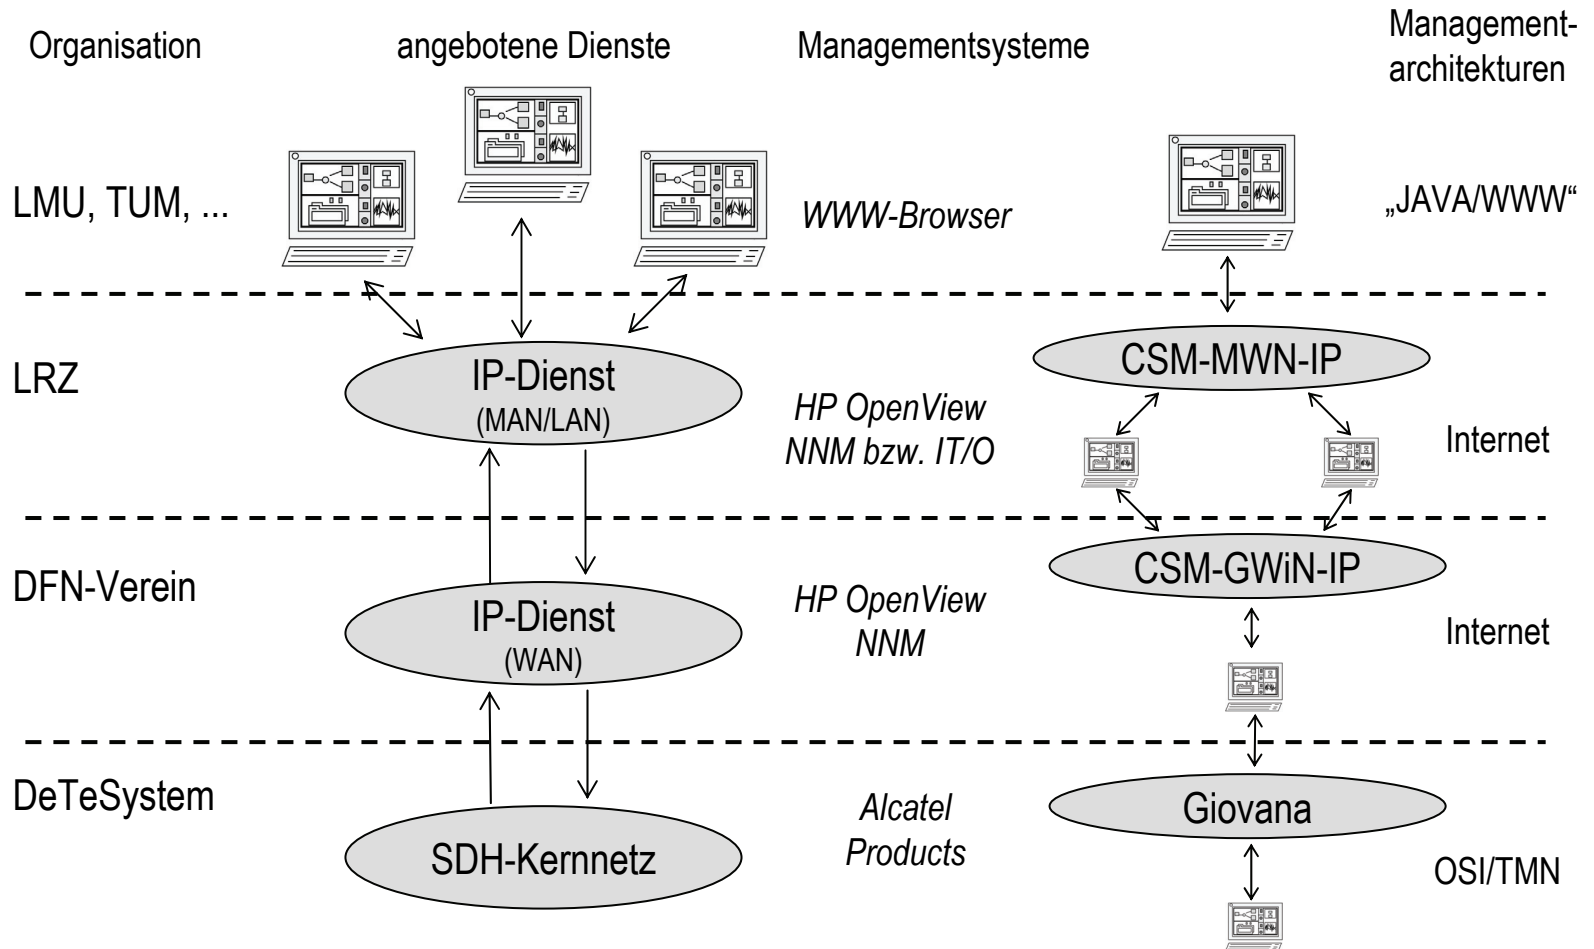 Organisation
angebotene Dienste
Managementsysteme
Management-
architekturen
LMU, TUM, ...
WWW-Browser
„JAVA/WWW“
LRZ
IP-Dienst
(MAN/LAN)
HP OpenView
NNM bzw. IT/O
CSM-MWN-IP
Internet
DFN-Verein
IP-Dienst
(WAN)
HP OpenView
NNM
CSM-GWiN-IP
Internet
DeTeSystem
SDH-Kernnetz
Alcatel
Products
Giovana
OSI/TMN